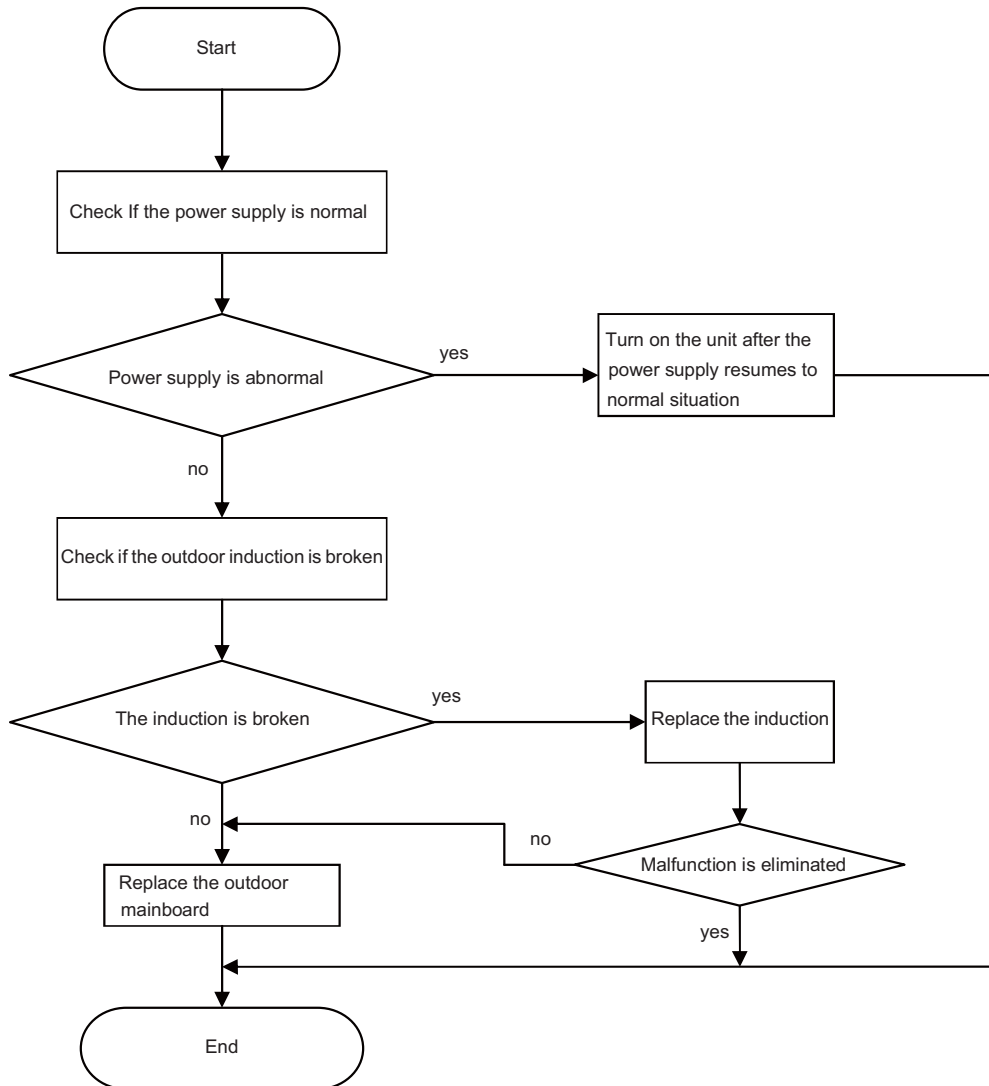 Start
Check If the power supply is normal
Power supply is abnormal
yes
Turn on the unit after the
power supply resumes to
normal situation
no
Check if the outdoor induction is broken
The induction is broken
yes
Replace the induction
no
no
Malfunction is eliminated
Replace the outdoor
mainboard
yes
End